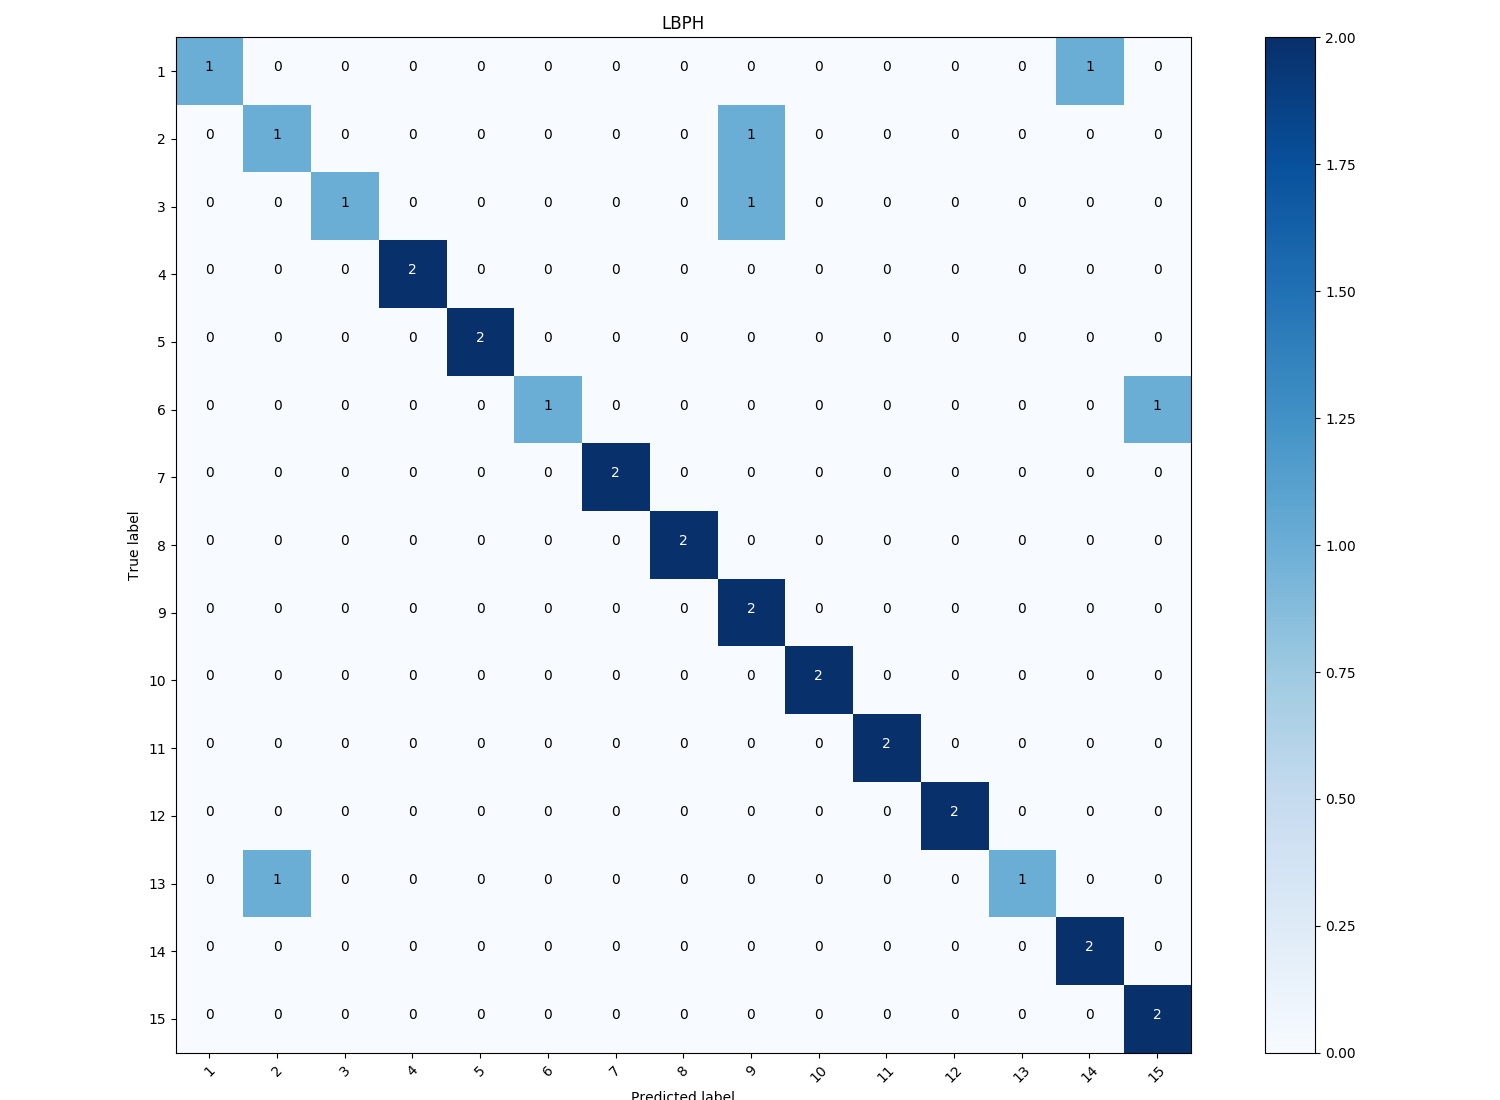 LBPH
1 1 0 0 0 0 0 0 0 0 0 0 0 0 1 0
2 0 1 0 0 0 0 0 0 1 0 0 0 0 0 0
3 0 0 1 0 0 0 0 0 1 0 0 0 0 0 0
4 0 0 0 2 0 0 0 0 0 0 0 0 0 0 0
5 0 0 0 0 2 0 0 0 0 0 0 0 0 0 0
6 0 0 0 0 0 1 0 0 0 0 0 0 0 0 1
7 0 0 0 0 0 0 2 0 0 0 0 0 0 0 0
8 0 0 0 0 0 0 0 2 0 0 0 0 0 0 0
9 0 0 0 0 0 0 0 0 2 0 0 0 0 0 0
10 0 0 0 0 0 0 0 0 0 2 0 0 0 0 0
11 0 0 0 0 0 0 0 0 0 0 2 0 0 0 0
12 0 0 0 0 0 0 0 0 0 0 0 2 0 0 0
13 0 1 0 0 0 0 0 0 0 0 0 0 1 0 0
14 0 0 0 0 0 0 0 0 0 0 0 0 0 2 0
15 0 0 0 0 0 0 0 0 0 0 0 0 0 0 2
1 2 3 4 5 6 7 8 9 10 11 12 13 14 15
True label
Predicted label
2.00
1.75
1.50
1.25
1.00
0.75
0.50
0.25
0.00